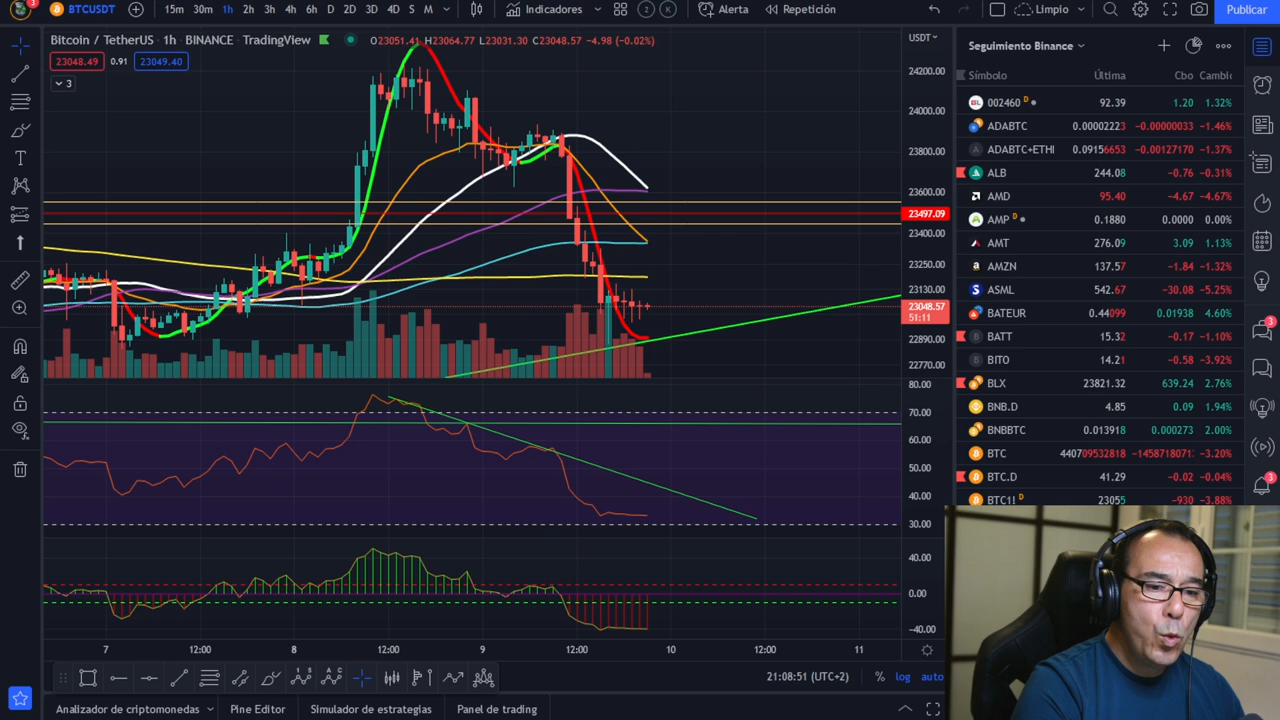 3
BTCUSDT 15m 30m 1h 2h 3h 4h 6h D 2D 3D 4D S M Indicadores 2 K Alerta Repetición Limpio Publicar
Bitcoin / TetherUS · 1h · BINANCE · TradingView O23051.41 H23064.77 L23031.30 C23048.57 −4.98 (−0.02%)
23048.49 0.91 23049.40
3
USDT
24200.00
24000.00
23800.00
23600.00
23497.09
23400.00
23250.00
23130.00
23048.57
51:11
22890.00
22770.00
80.00
70.00
60.00
50.00
40.00
30.00
40.00
0.00
−40.00
7 12:00 8 12:00 9 12:00 10 12:00 11
21:08:51 (UTC+2) % log auto
Analizador de criptomonedas Pine Editor Simulador de estrategias Panel de trading
Seguimiento Binance
Símbolo Última Cbo Cambi
002460 D 92.39 1.20 1.32%
ADABTC 0.00002223 −0.00000033 −1.46%
ADABTC+ETHI 0.09156653 −0.00127170 −1.37%
ALB 244.08 −0.76 −0.31%
AMD 95.40 −4.67 −4.67%
AMP D 0.1880 0.0000 0.00%
AMT 276.09 3.09 1.13%
AMZN 137.57 −1.84 −1.32%
ASML 542.67 −30.08 −5.25%
BATEUR 0.44099 0.01938 4.60%
BATT 15.32 −0.17 −1.10%
BITO 14.21 −0.58 −3.92%
BLX 23821.32 639.24 2.76%
BNB.D 4.85 0.09 1.94%
BNBBTC 0.013918 0.000273 2.00%
BTC 440709532818 −1458718071 −3.20%
BTC.D 41.29 −0.02 −0.04%
BTC1! D 23055 −930 −3.88%
3
3